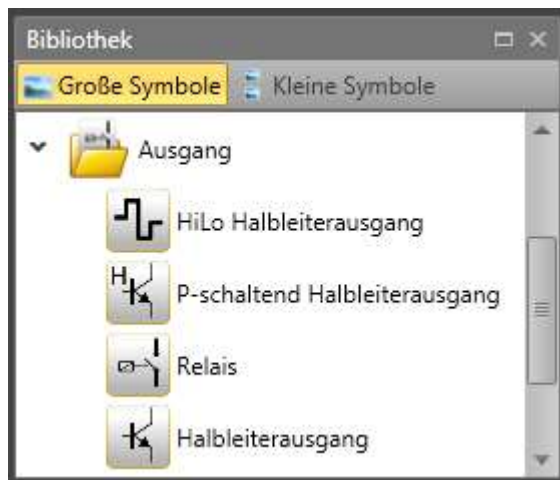 Bibliothek
Große Symbole Kleine Symbole
Ausgang
HiLo Halbleiterausgang
H P-schaltend Halbleiterausgang
Relais
Halbleiterausgang